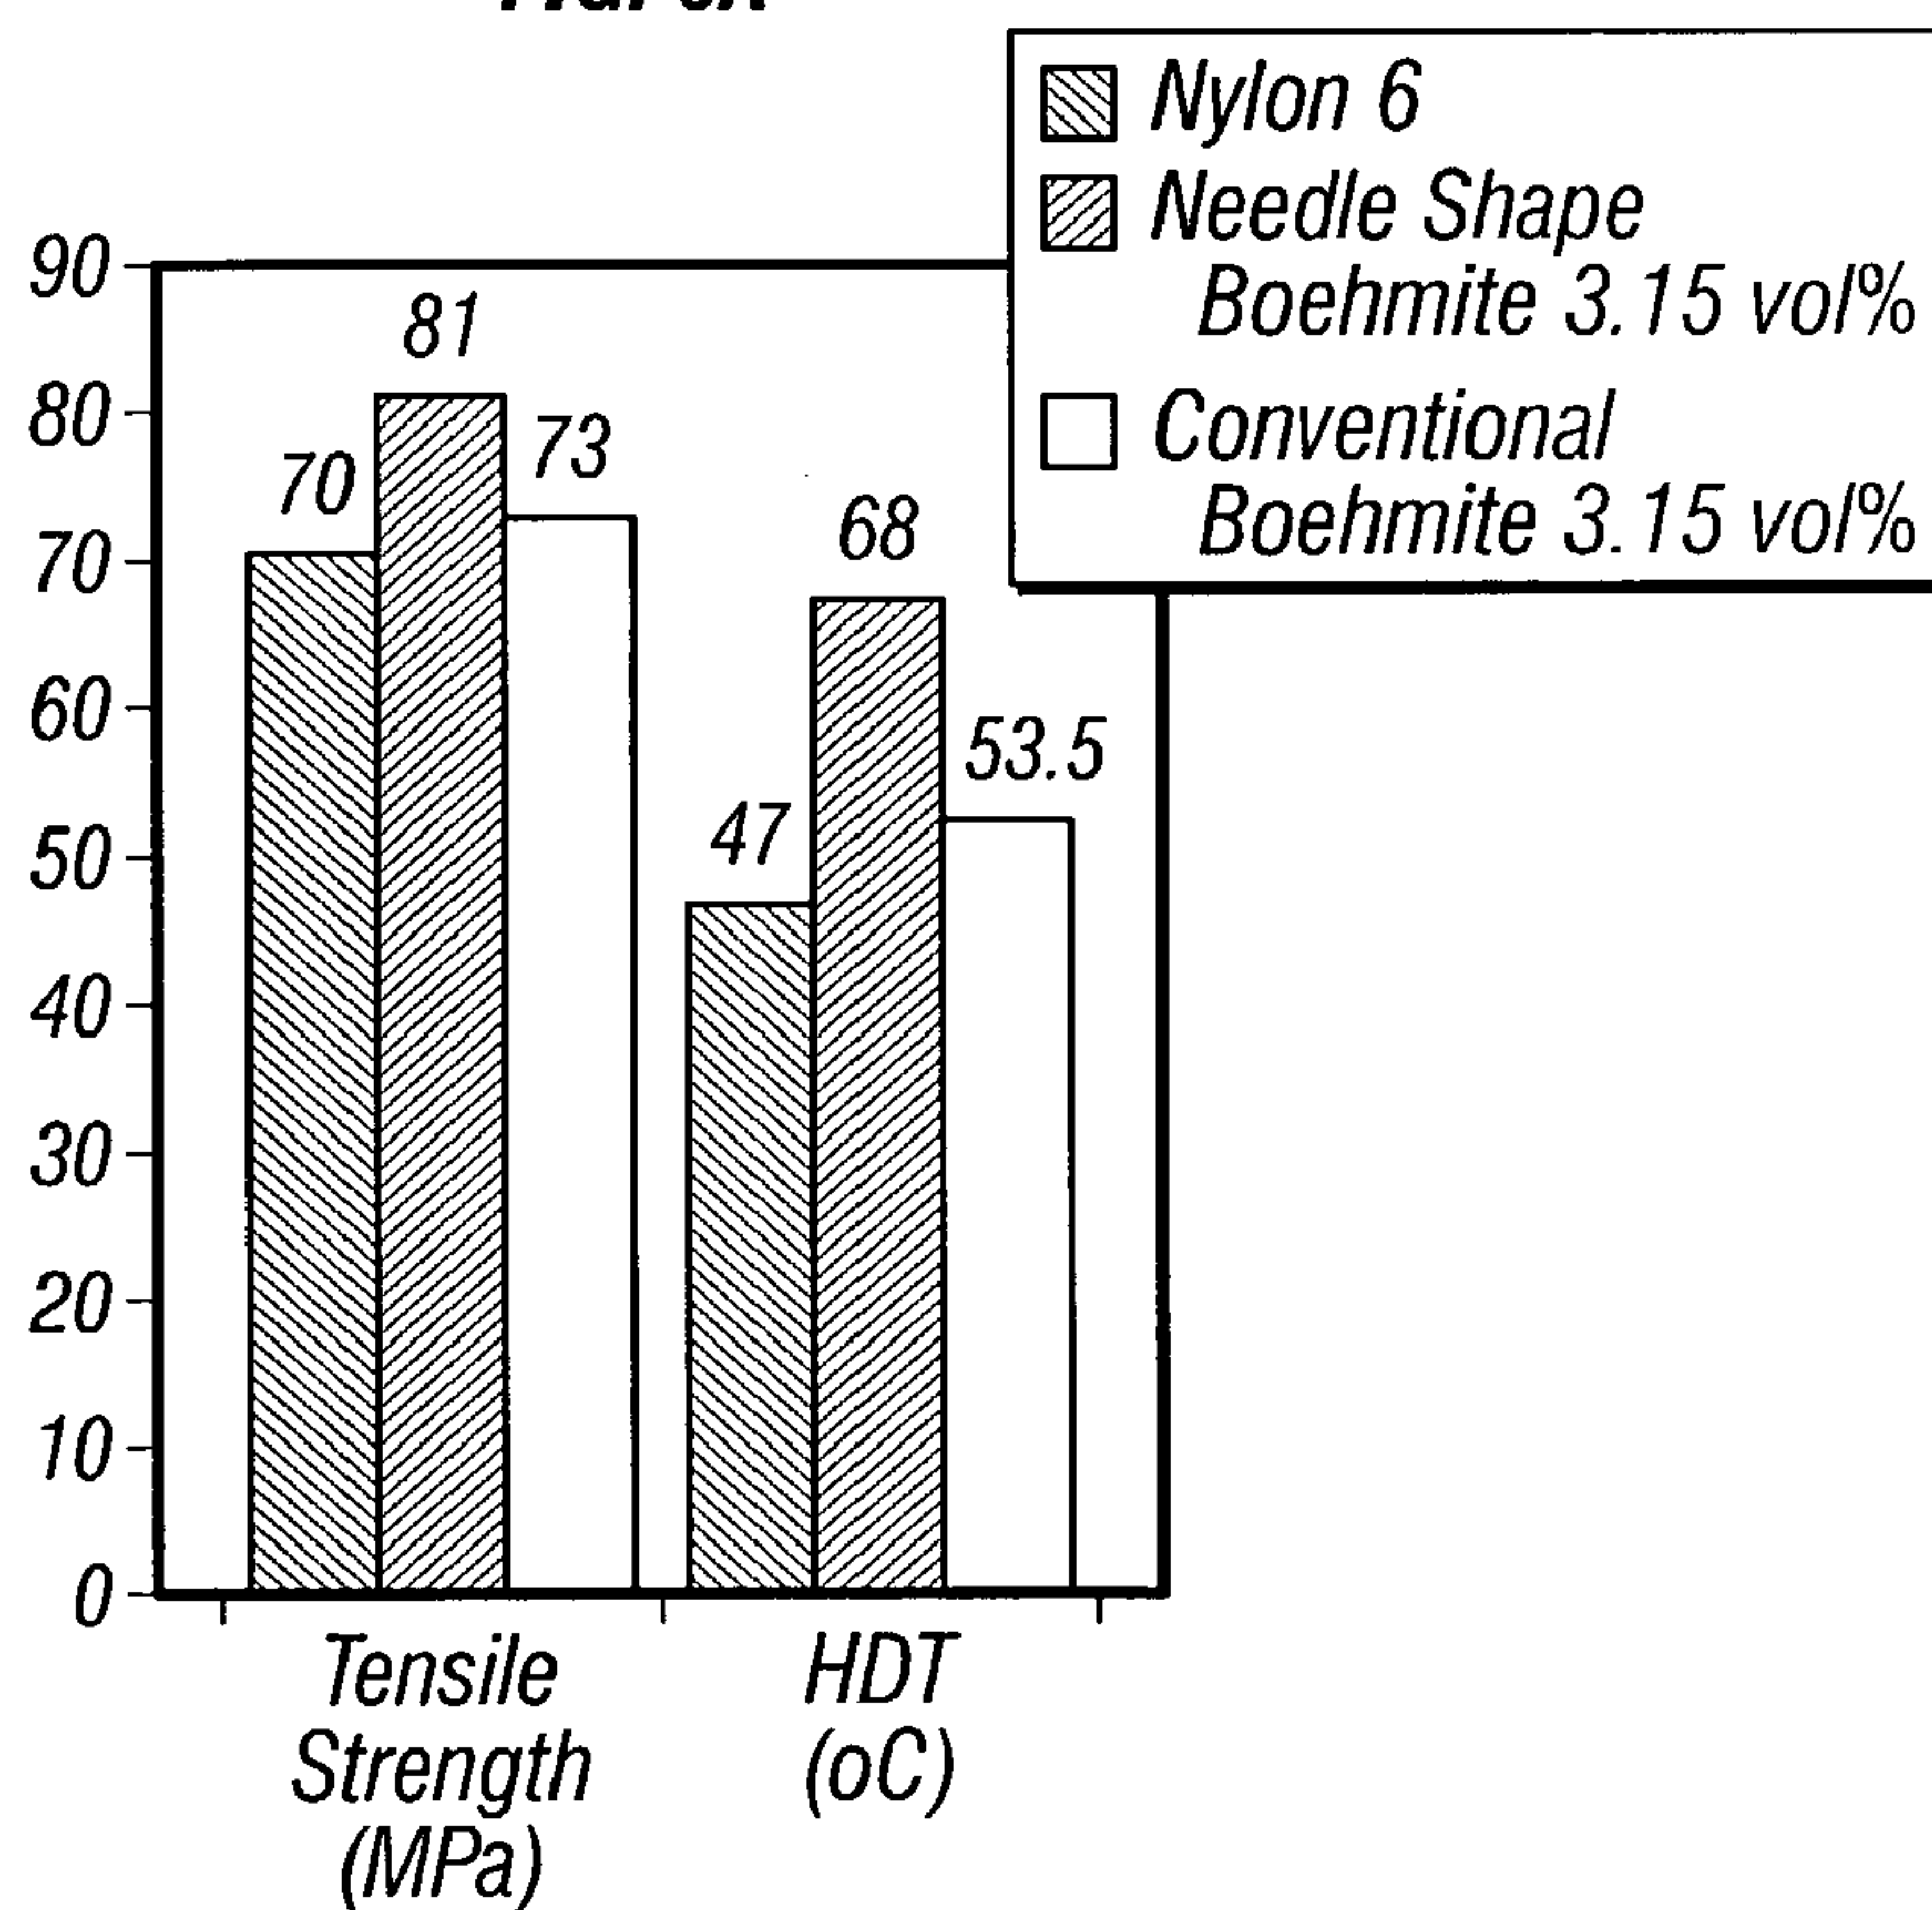 Nylon 6
Needle Shape
Boehmite 3.15 vol%
Conventional
Boehmite 3.15 vol%
90
80
70
60
50
40
30
20
10
0
70
81
73
47
68
53.5
Tensile
Strength
(MPa)
HDT
(oC)